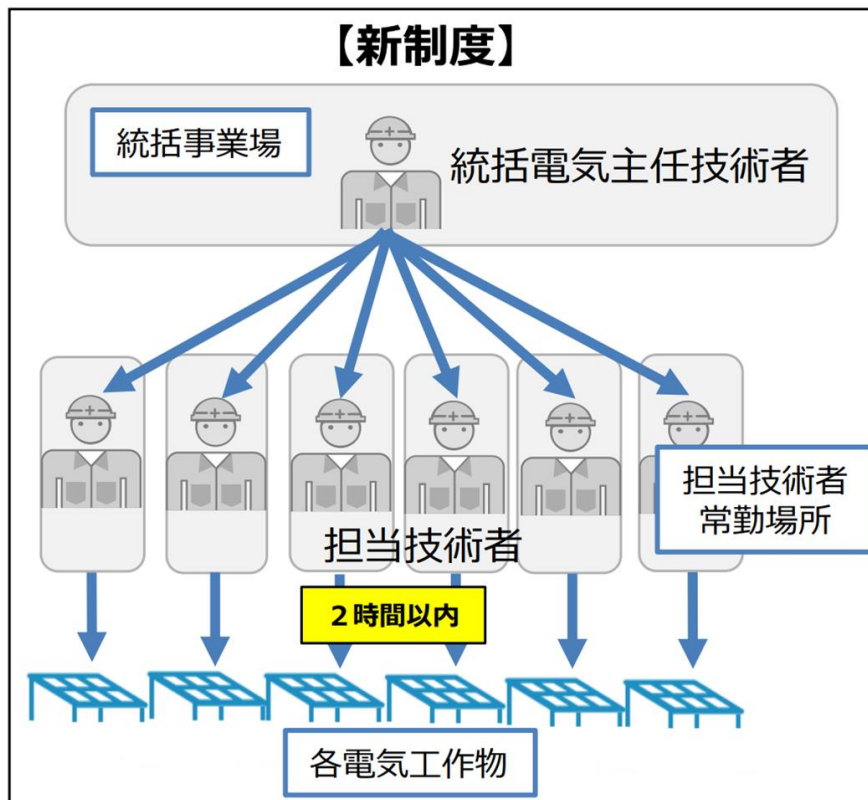 【新制度】
統括事業場
統括電気主任技術者
担当技術者
常勤場所
担当技術者
２時間以内
各電気工作物